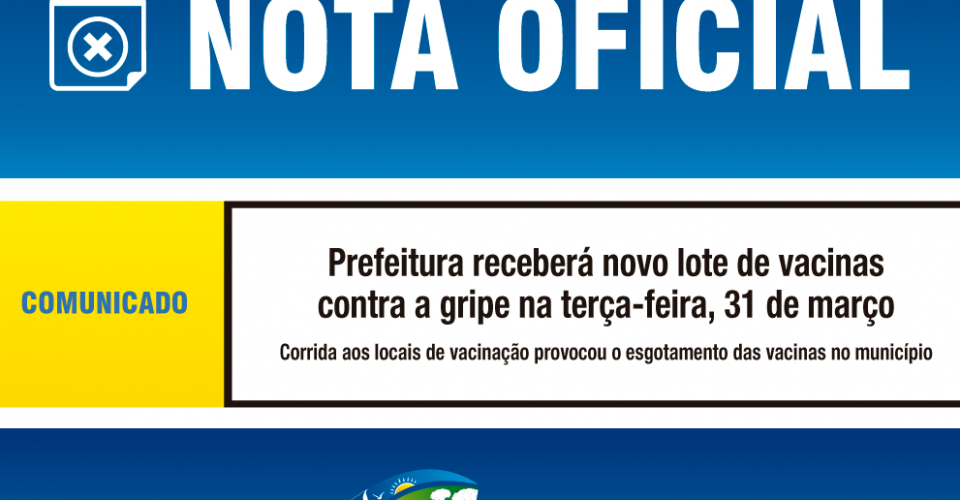 NOTA OFICIAL
COMUNICADO
Prefeitura receberá novo lote de vacinas
contra a gripe na terça-feira, 31 de março
Corrida aos locais de vacinação provocou o esgotamento das vacinas no município